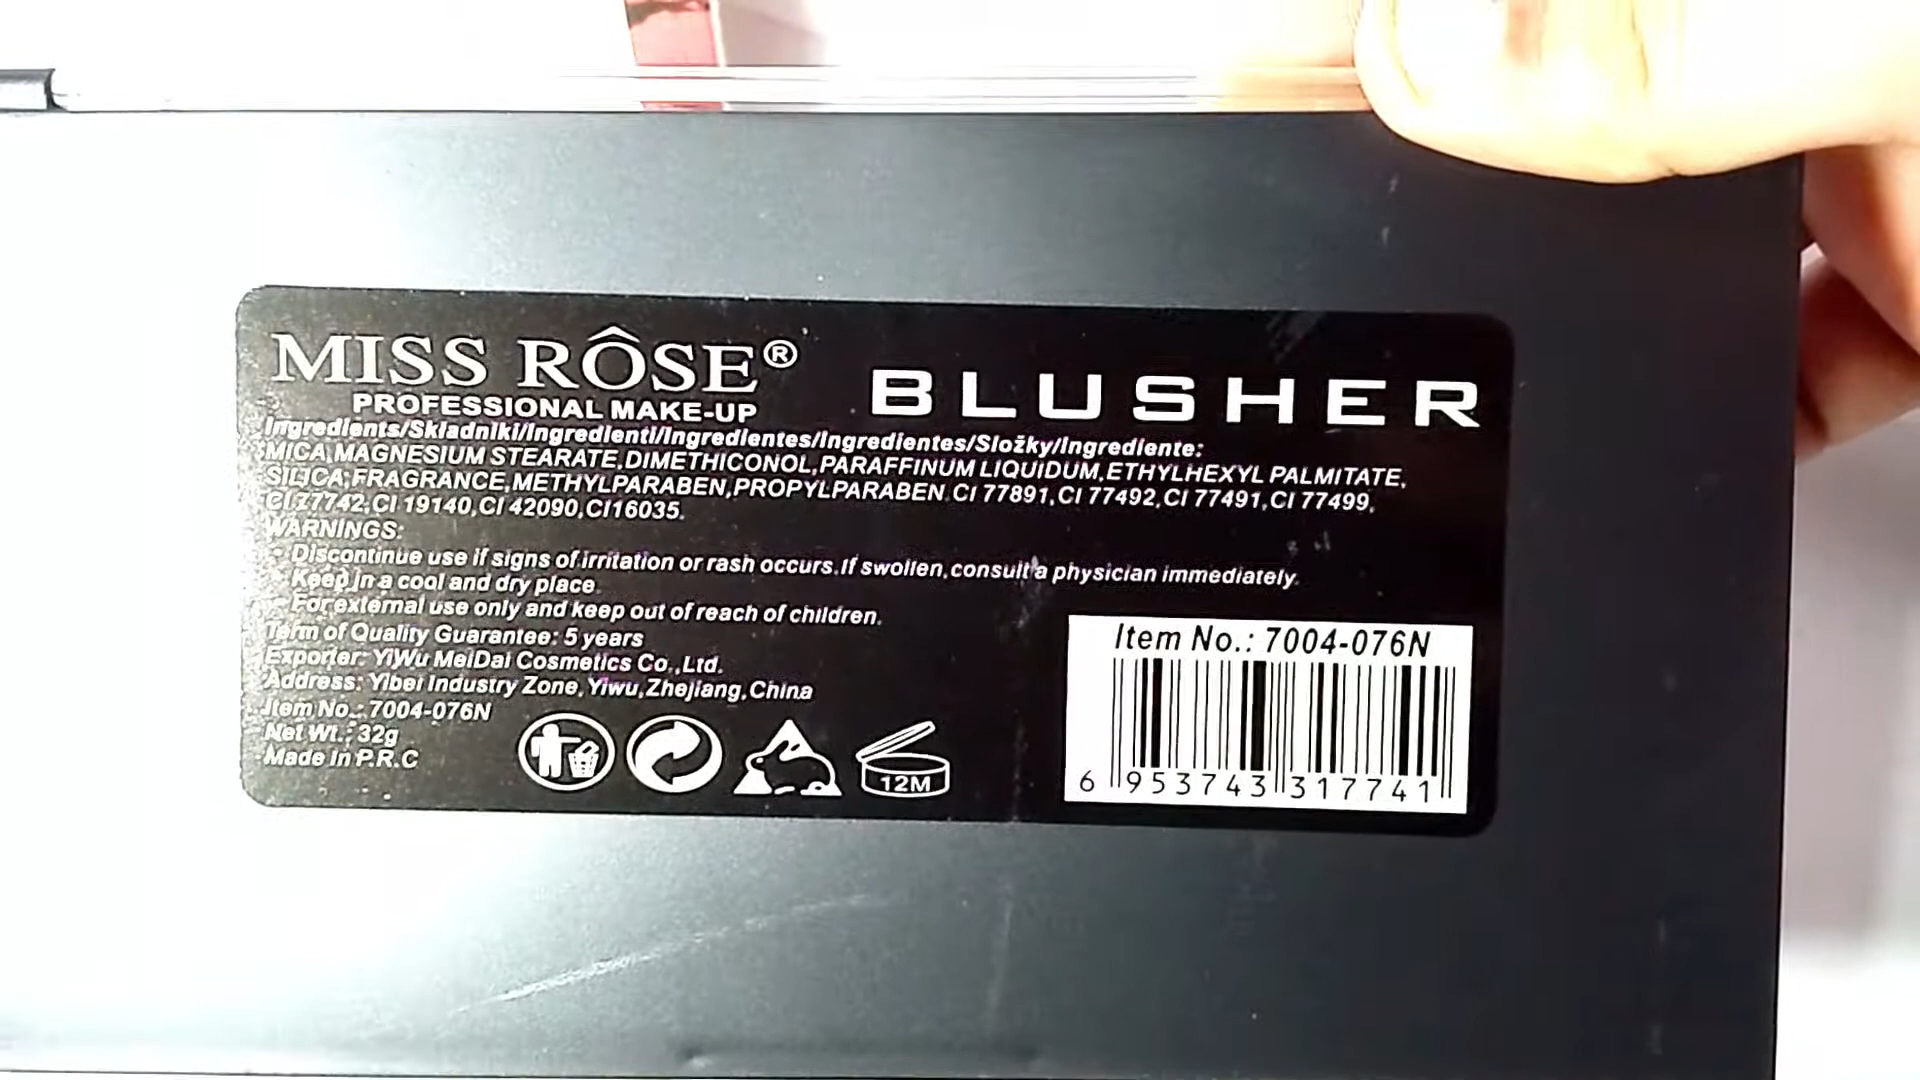 MISS RÔSE®
PROFESSIONAL MAKE-UP
BLUSHER
Ingredients/Składniki/Ingredienti/Ingredientes/Ingredientes/Složky/Ingrediente:
MICA,MAGNESIUM STEARATE,DIMETHICONOL,PARAFFINUM LIQUIDUM,ETHYLHEXYL PALMITATE,
SILICA,FRAGRANCE,METHYLPARABEN,PROPYLPARABEN.CI 77891,CI 77492,CI 77491,CI 77499,
CI 77742,CI 19140,CI 42090,CI16035.
WARNINGS:
- Discontinue use if signs of irritation or rash occurs.If swollen,consult a physician immediately.
- Keep in a cool and dry place
- For external use only and keep out of reach of children.
Term of Quality Guarantee: 5 years
Exporter: YiWu MeiDai Cosmetics Co.,Ltd.
Address: Yibei Industry Zone,Yiwu,Zhejiang,China
Item No.: 7004-076N
Net Wt.: 32g
Made in P.R.C
12M
Item No.: 7004-076N
6 953743 317741